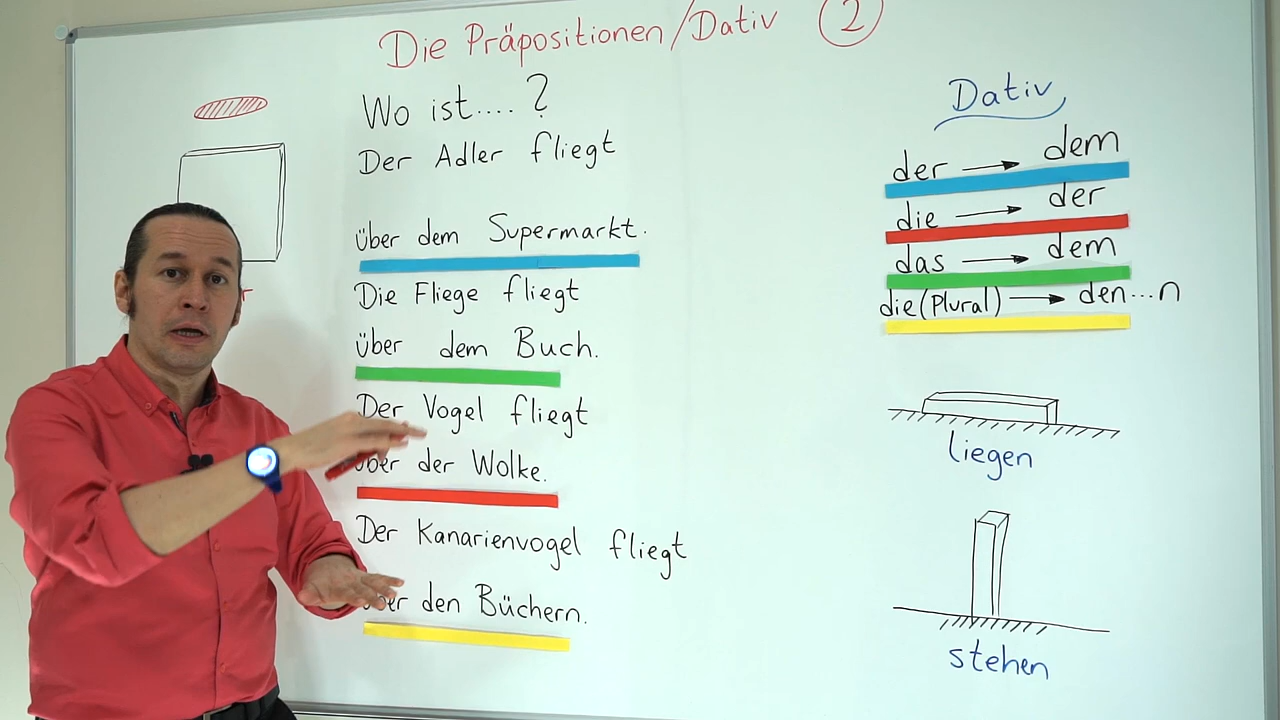 Die Präpositionen/Dativ 2
Wo ist....?
Der Adler fliegt
über dem Supermarkt.
Die Fliege fliegt
über dem Buch.
Der Vogel fliegt
über der Wolke.
Der Kanarienvogel fliegt
über den Büchern.
Dativ
der → dem
die → der
das → dem
die (Plural) → den...n
liegen
stehen